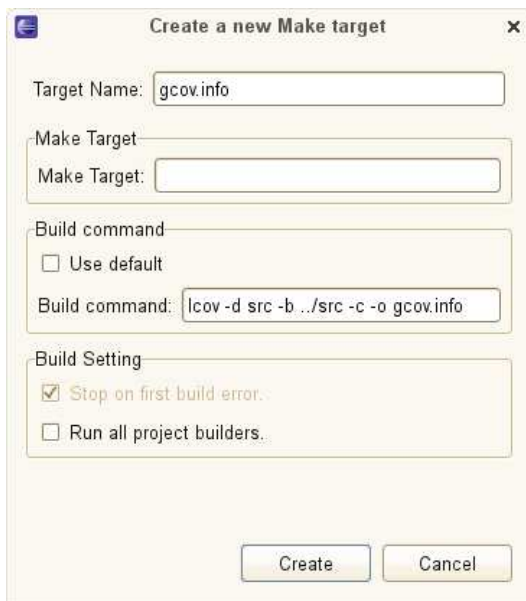 Create a new Make target
Target Name: gcov.info
Make Target
Make Target:
Build command
Use default
Build command: lcov -d src -b ../src -c -o gcov.info
Build Setting
Stop on first build error.
Run all project builders.
Create Cancel